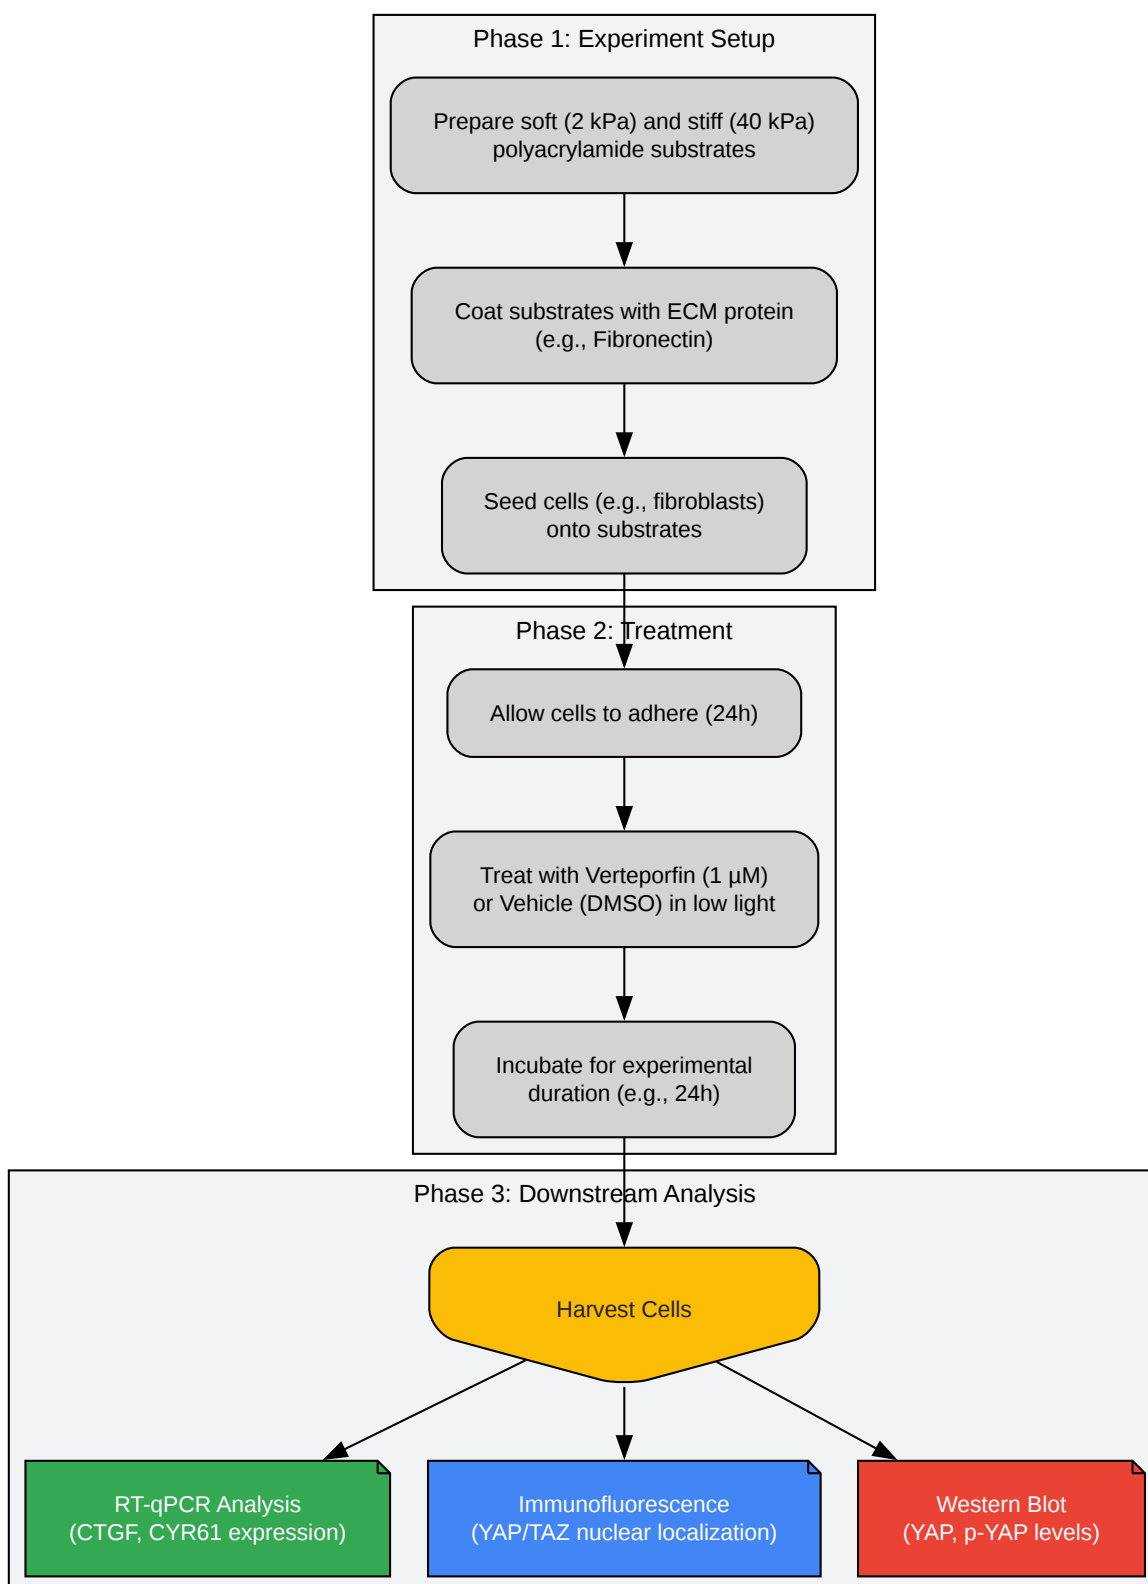 Phase 1: Experiment Setup
Prepare soft (2 kPa) and stiff (40 kPa)
polyacrylamide substrates
Coat substrates with ECM protein
(e.g., Fibronectin)
Seed cells (e.g., fibroblasts)
onto substrates
Phase 2: Treatment
Allow cells to adhere (24h)
Treat with Verteporfin (1 µM)
or Vehicle (DMSO) in low light
Incubate for experimental
duration (e.g., 24h)
Phase 3: Downstream Analysis
Harvest Cells
RT-qPCR Analysis
(CTGF, CYR61 expression)
Immunofluorescence
(YAP/TAZ nuclear localization)
Western Blot
(YAP, p-YAP levels)